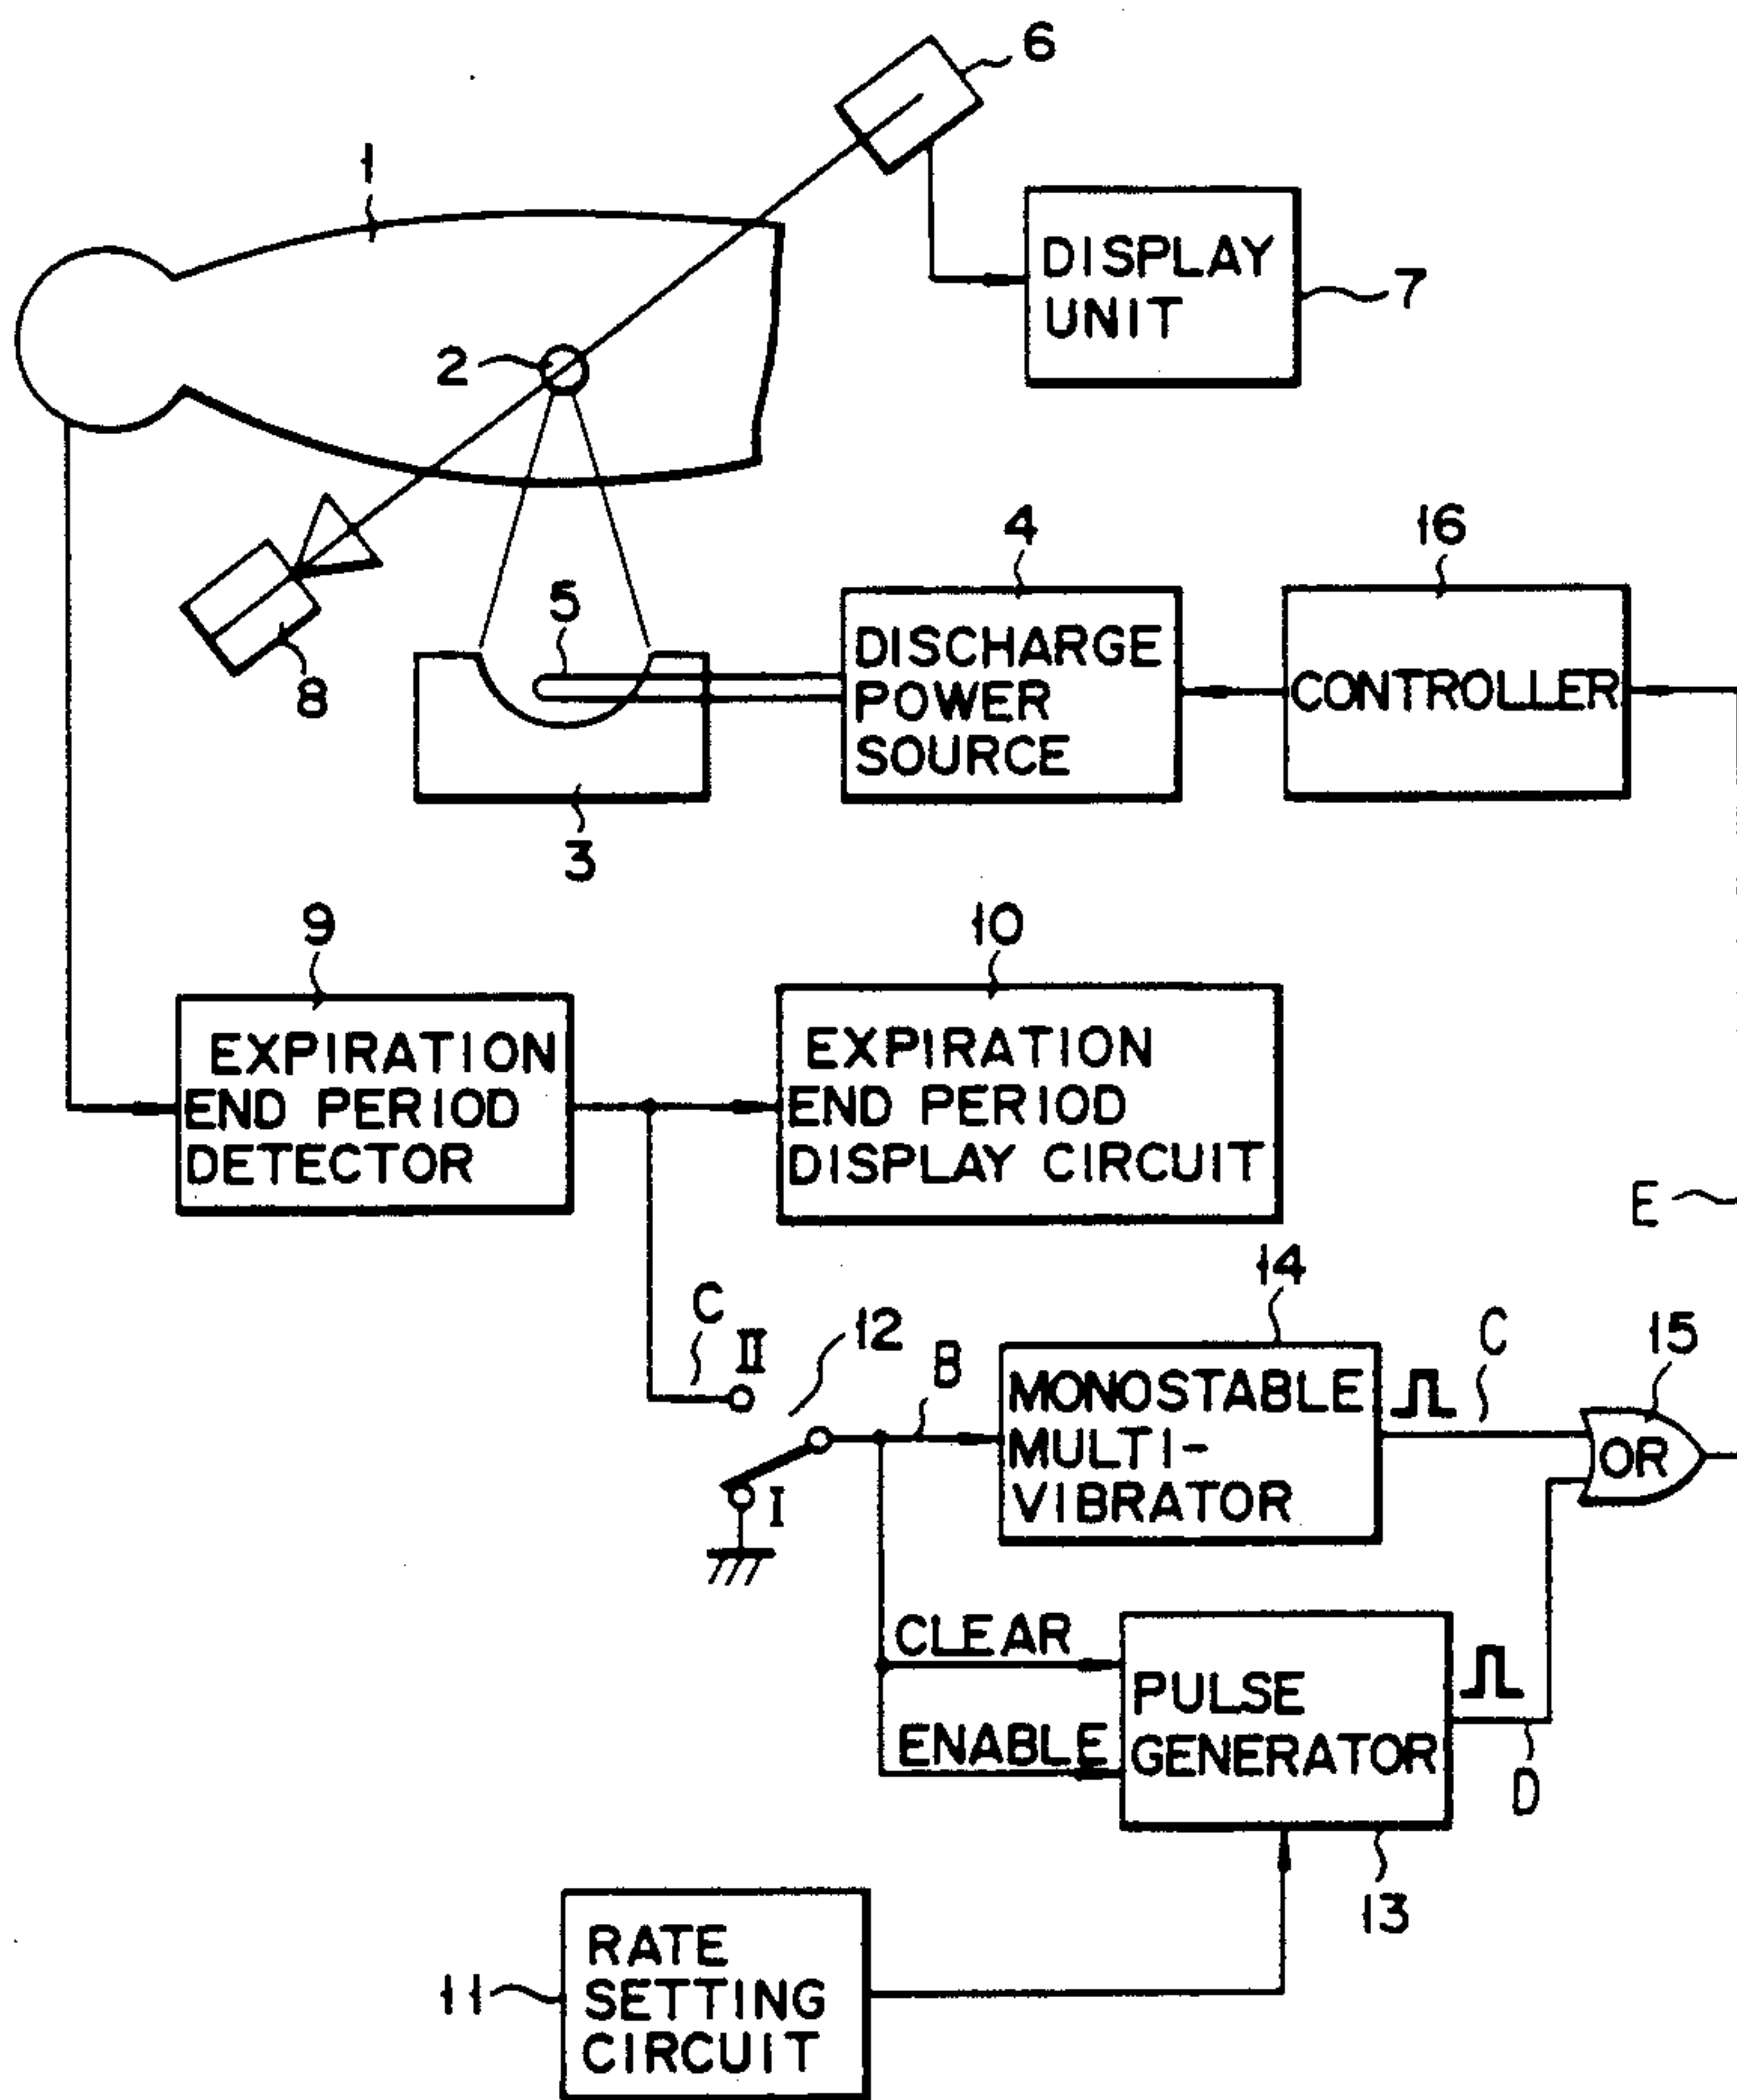 6
1
DISPLAY
UNIT
7
2
4
16
5
DISCHARGE
POWER
SOURCE
CONTROLLER
8
3
9
10
EXPIRATION
END PERIOD
DETECTOR
EXPIRATION
END PERIOD
DISPLAY CIRCUIT
E
14
C
II
12
B
MONOSTABLE
MULTI-
VIBRATOR
C
15
OR
I
CLEAR
ENABLE
PULSE
GENERATOR
D
13
11
RATE
SETTING
CIRCUIT